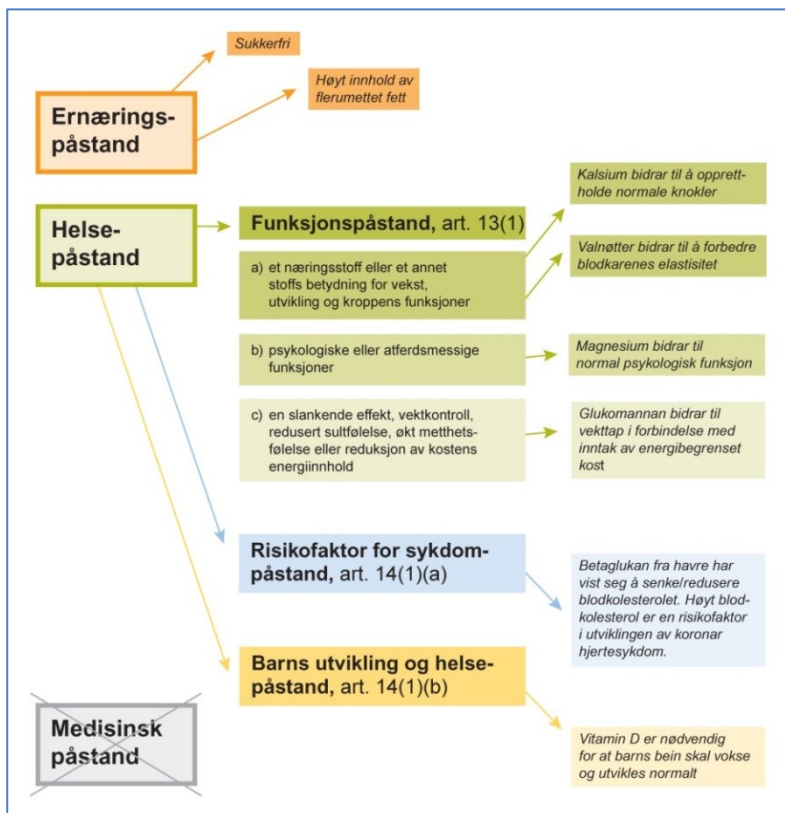 Sukkerfri
Høyt innhold av
flerumettet fett
Ernærings-
påstand
Helse-
påstand
Funksjonspåstand, art. 13(1)
a) et næringsstoff eller et annet
stoffs betydning for vekst,
utvikling og kroppens funksjoner
Kalsium bidrar til å opprett-
holde normale knokler
Valnøtter bidrar til å forbedre
blodkarenes elastisitet
b) psykologiske eller atferdsmessige
funksjoner
Magnesium bidrar til
normal psykologisk funksjon
c) en slankende effekt, vektkontroll,
redusert sultfølelse, økt metthets-
følelse eller reduksjon av kostens
energiinnhold
Glukomannan bidrar til
vekttap i forbindelse med
inntak av energibegrenset
kost
Risikofaktor for sykdom-
påstand, art. 14(1)(a)
Betaglukan fra havre har
vist seg å senke/redusere
blodkolesterolet. Høyt blod-
kolesterol er en risikofaktor
i utviklingen av koronar
hjertesykdom.
Barns utvikling og helse-
påstand, art. 14(1)(b)
Vitamin D er nødvendig
for at barns bein skal vokse
og utvikles normalt
Medisinsk
påstand